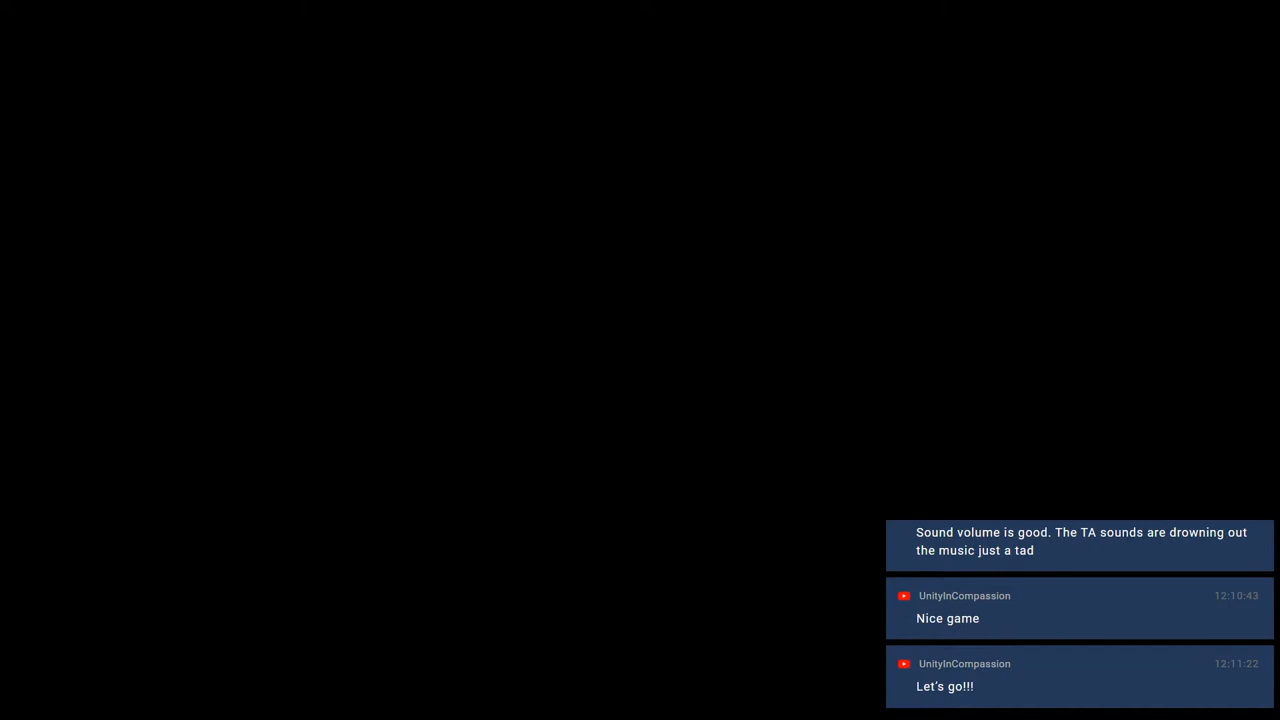 Sound volume is good. The TA sounds are drowning out
the music just a tad
UnityInCompassion 12:10:43
Nice game
UnityInCompassion 12:11:22
Let's go!!!